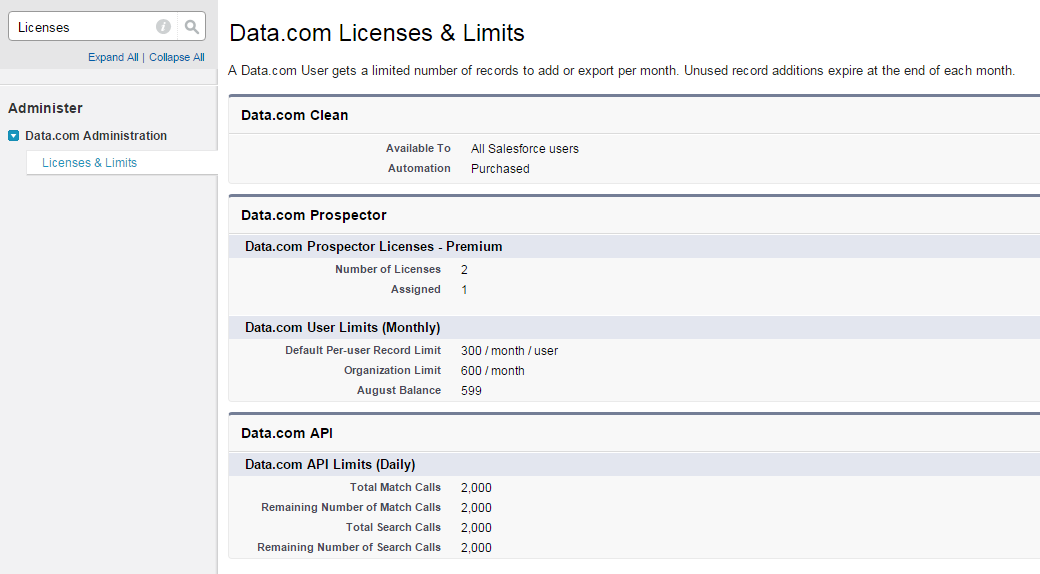 Licenses
Expand All | Collapse All
Administer
Data.com Administration
Licenses & Limits
Data.com Licenses & Limits
A Data.com User gets a limited number of records to add or export per month. Unused record additions expire at the end of each month.
Data.com Clean
Available To All Salesforce users
Automation Purchased
Data.com Prospector
Data.com Prospector Licenses - Premium
Number of Licenses 2
Assigned 1
Data.com User Limits (Monthly)
Default Per-user Record Limit 300 / month / user
Organization Limit 600 / month
August Balance 599
Data.com API
Data.com API Limits (Daily)
Total Match Calls 2,000
Remaining Number of Match Calls 2,000
Total Search Calls 2,000
Remaining Number of Search Calls 2,000